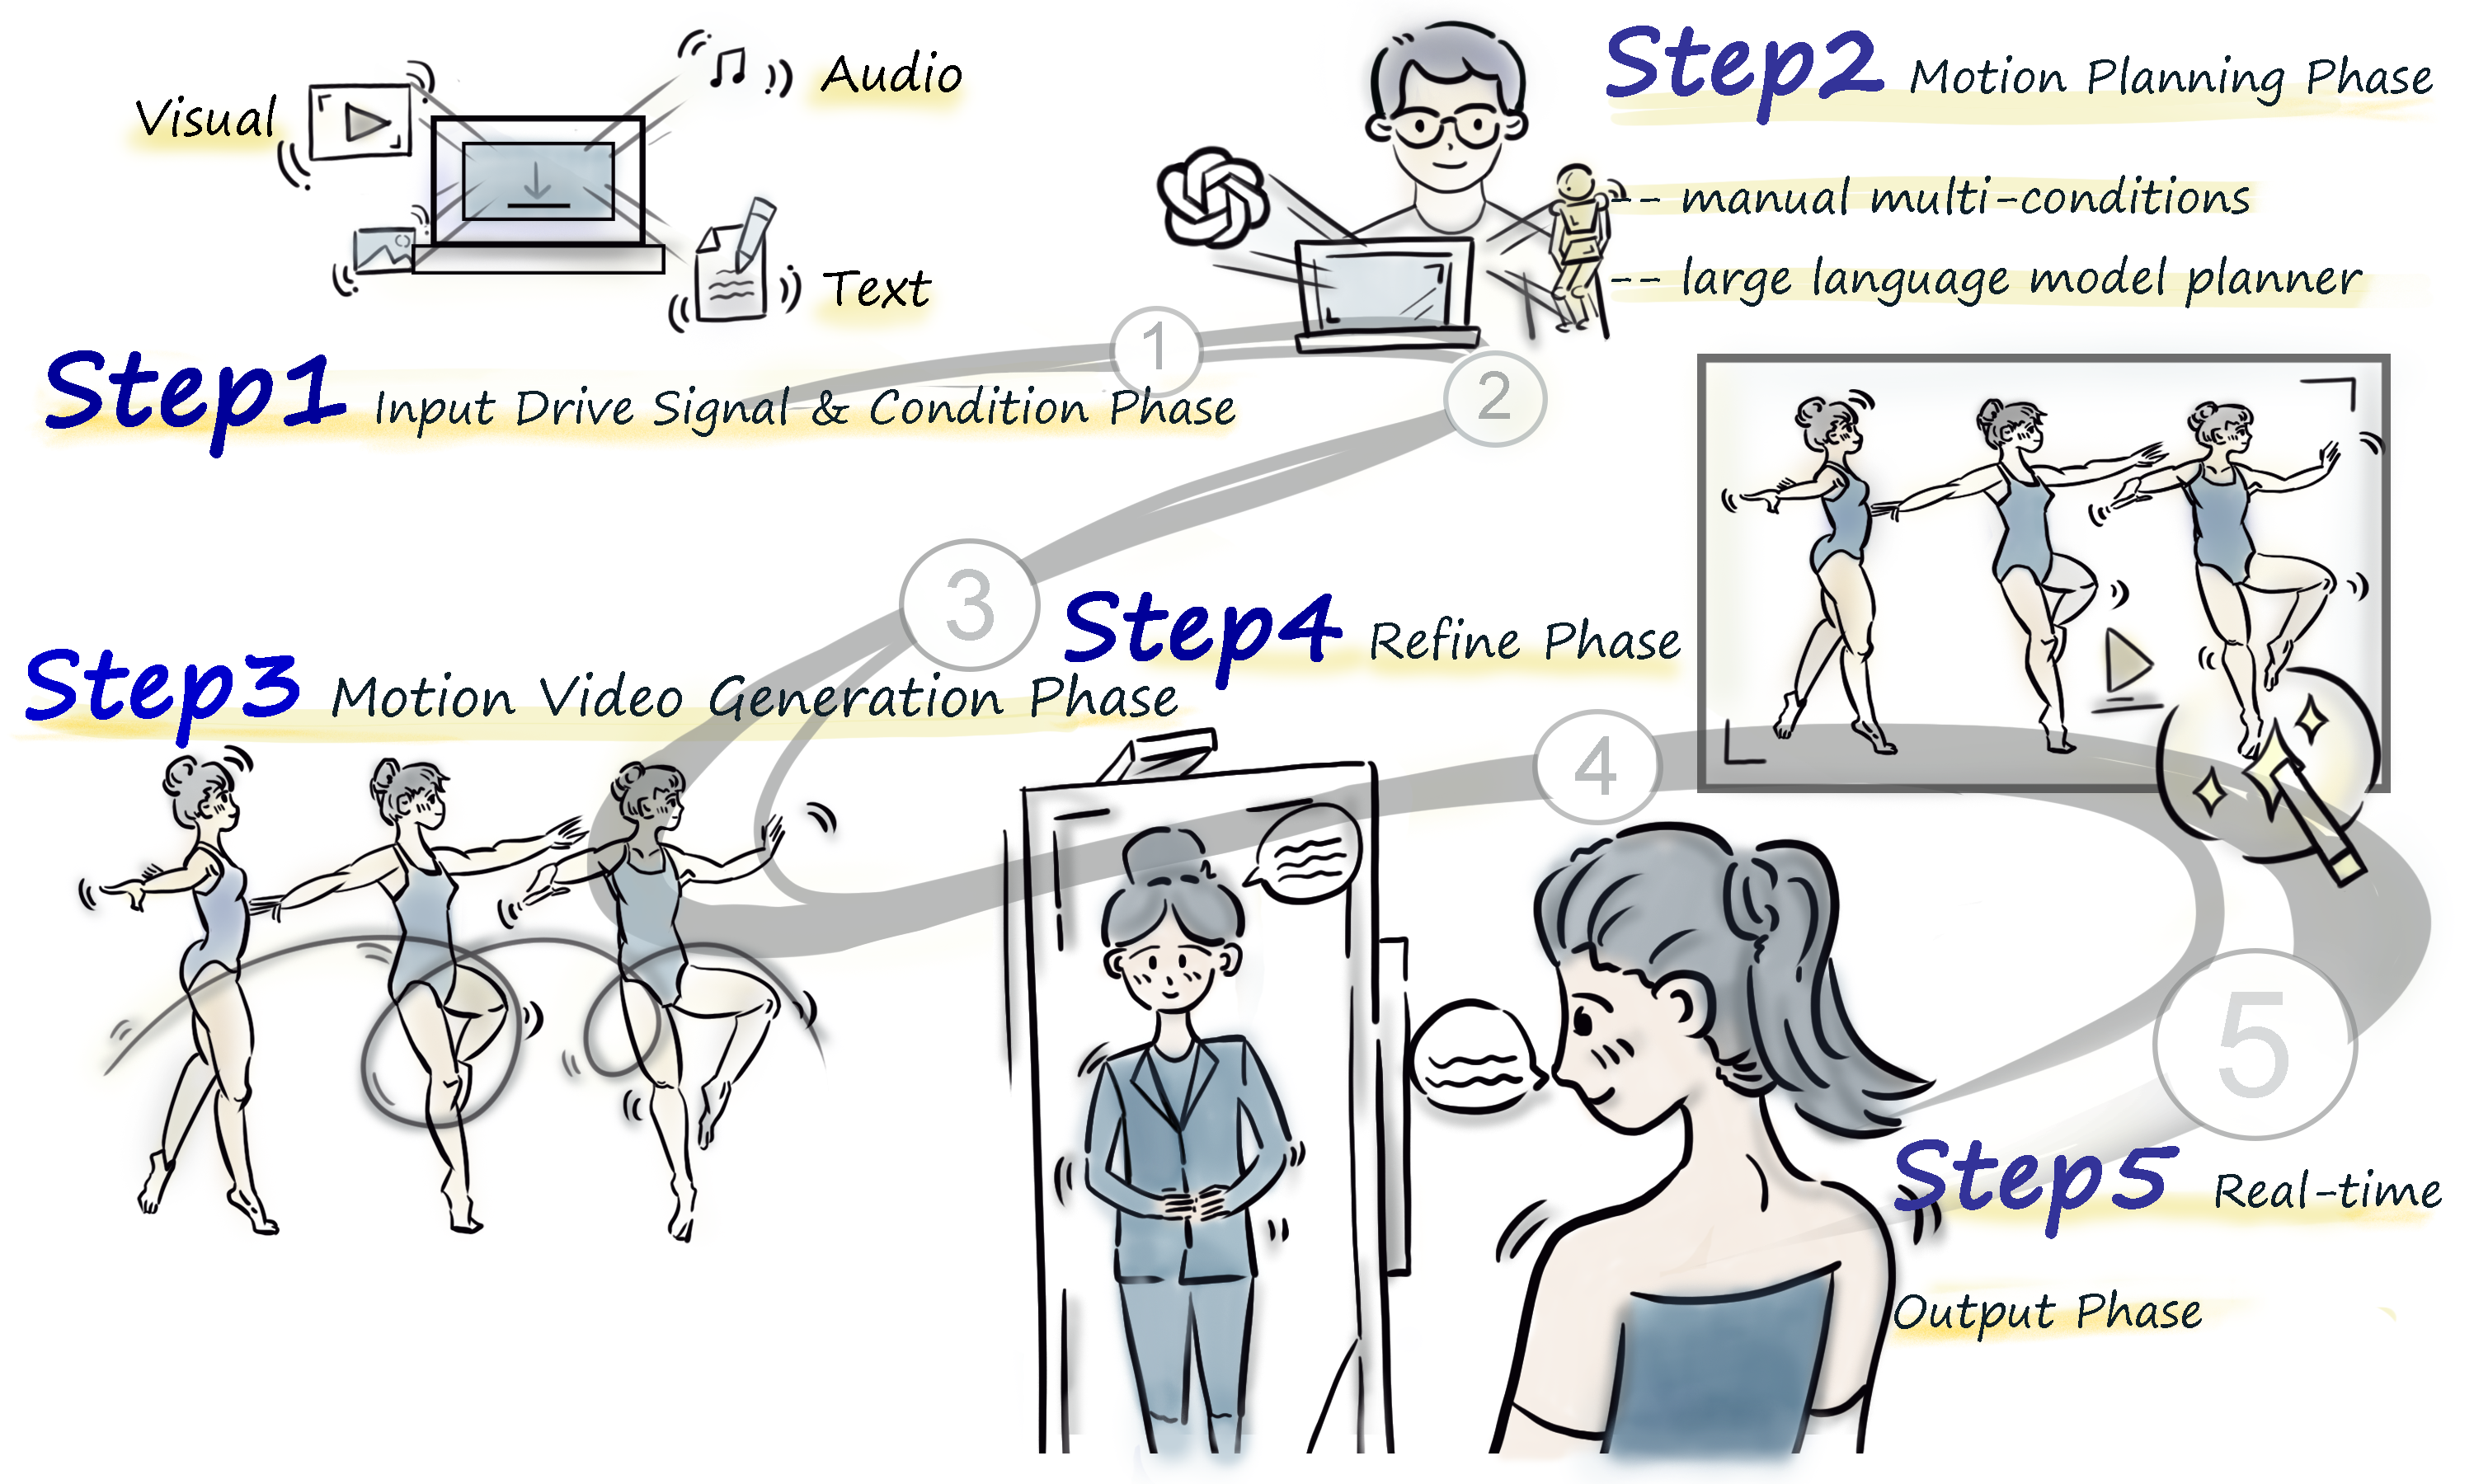 Visual
Audio
Text
Step1 Input Drive Signal & Condition Phase
1
Step2 Motion Planning Phase
-- manual multi-conditions
-- large language model planner
2
3
Step3 Motion Video Generation Phase
Step4 Refine Phase
4
5
Step5 Real-time
Output Phase